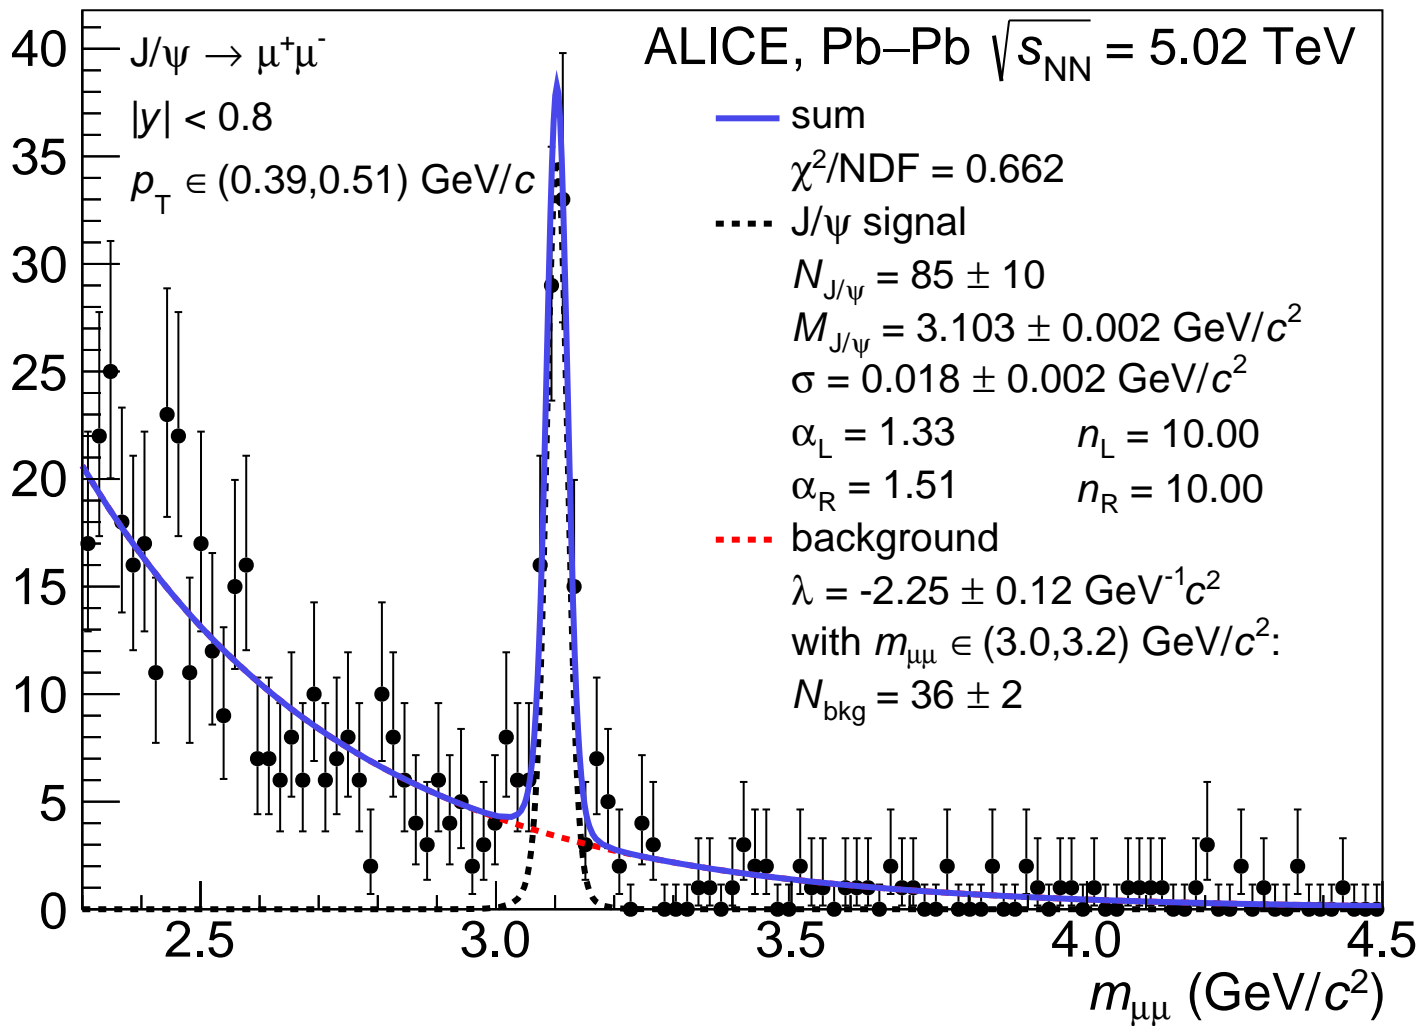 J/ψ → μ⁺μ⁻
|y| < 0.8
p_T ∈ (0.39,0.51) GeV/c
ALICE, Pb–Pb √s_NN = 5.02 TeV
sum
χ²/NDF = 0.662
J/ψ signal
N_J/ψ = 85 ± 10
M_J/ψ = 3.103 ± 0.002 GeV/c²
σ = 0.018 ± 0.002 GeV/c²
α_L = 1.33 n_L = 10.00
α_R = 1.51 n_R = 10.00
background
λ = -2.25 ± 0.12 GeV⁻¹c²
with m_μμ ∈ (3.0,3.2) GeV/c²:
N_bkg = 36 ± 2
40
35
30
25
20
15
10
5
0
2.5 3.0 3.5 4.0 4.5
m_μμ (GeV/c²)